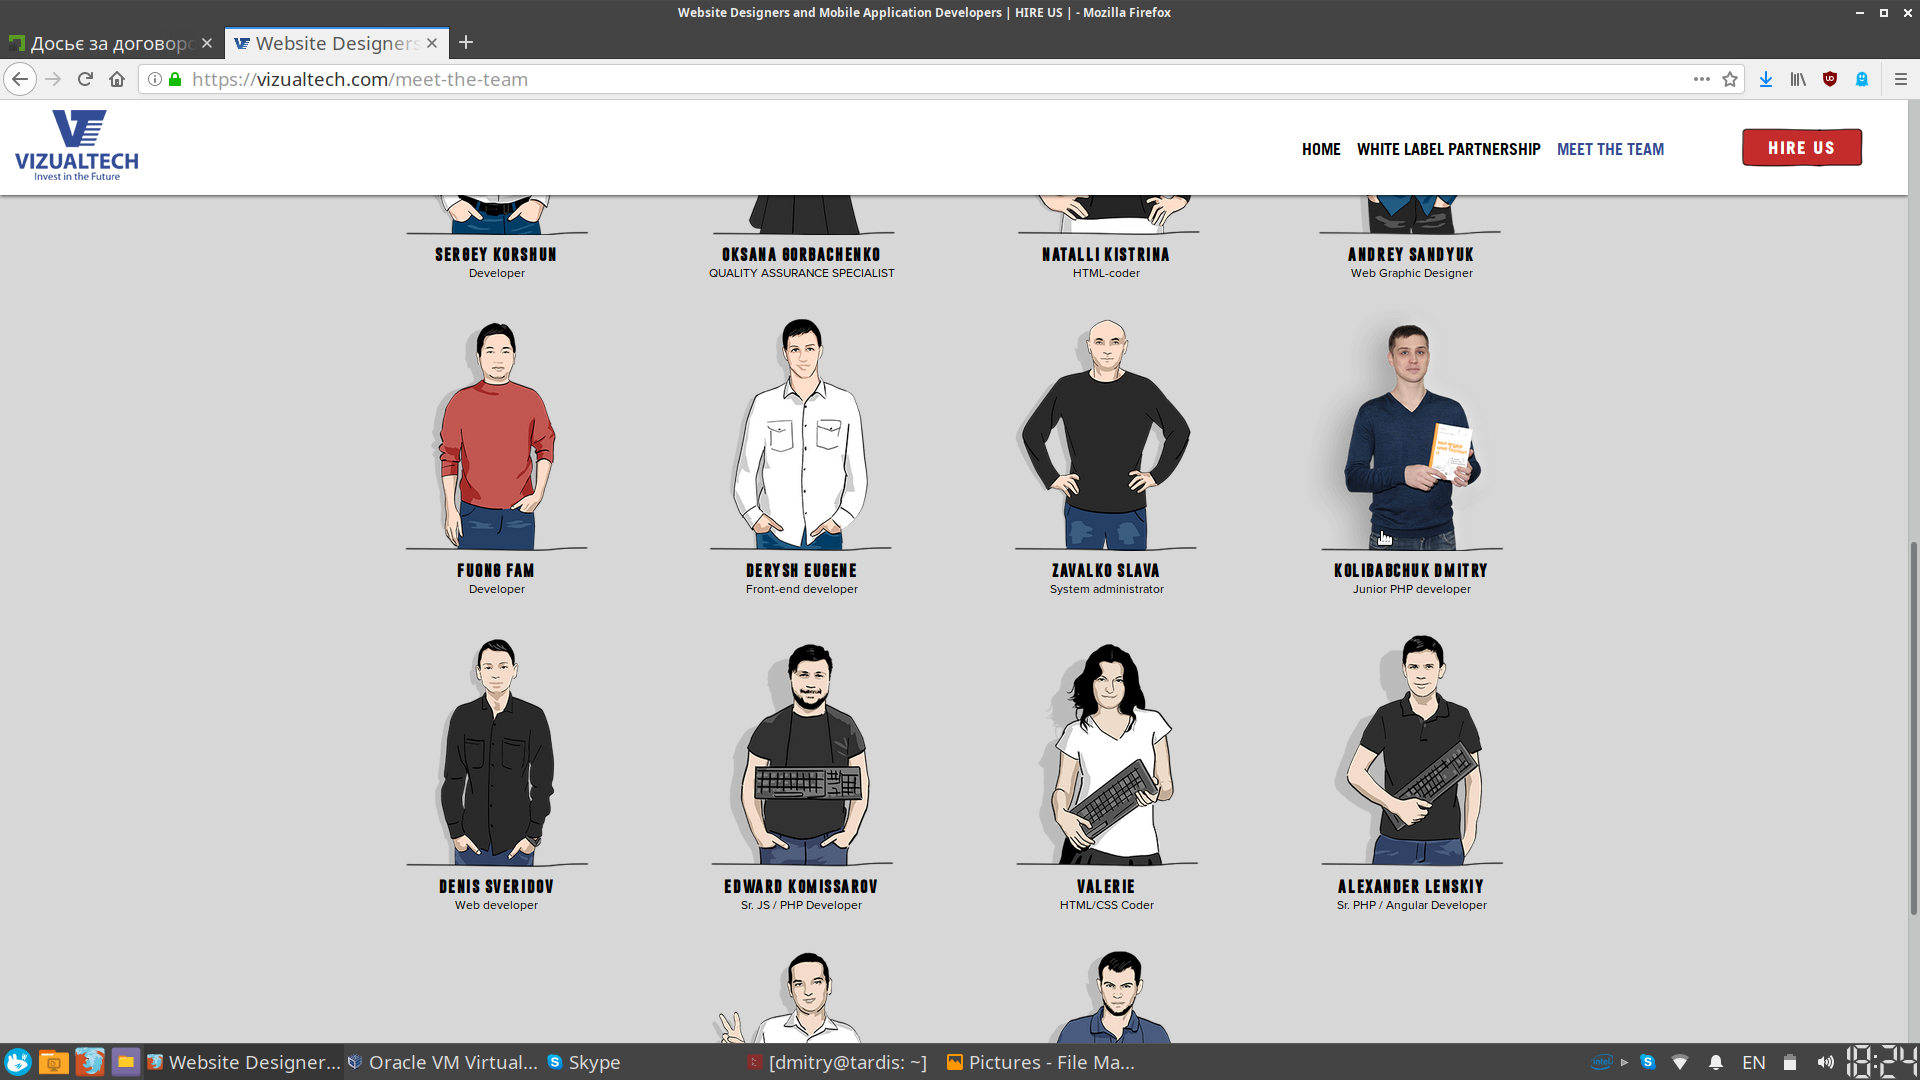 Website Designers and Mobile Application Developers | HIRE US | - Mozilla Firefox
Досьє за договоро
Website Designers
https://vizualtech.com/meet-the-team
VT
VIZUALTECH
Invest in the Future
HOME
WHITE LABEL PARTNERSHIP
MEET THE TEAM
HIRE US
SERGEY KORSHUN
Developer
OKSANA GORBACHENKO
QUALITY ASSURANCE SPECIALIST
NATALLI KISTRINA
HTML-coder
ANDREY SANDYUK
Web Graphic Designer
FUONG FAM
Developer
DERYSH EUGENE
Front-end developer
ZAVALKO SLAVA
System administrator
KOLIBABCHUK DMITRY
Junior PHP developer
DENIS SVERIDOV
Web developer
EDWARD KOMISSAROV
Sr. JS / PHP Developer
VALERIE
HTML/CSS Coder
ALEXANDER LENSKIY
Sr. PHP / Angular Developer
Website Designer...
Oracle VM Virtual...
Skype
[dmitry@tardis: ~]
Pictures - File Ma...
intel
EN
18:24